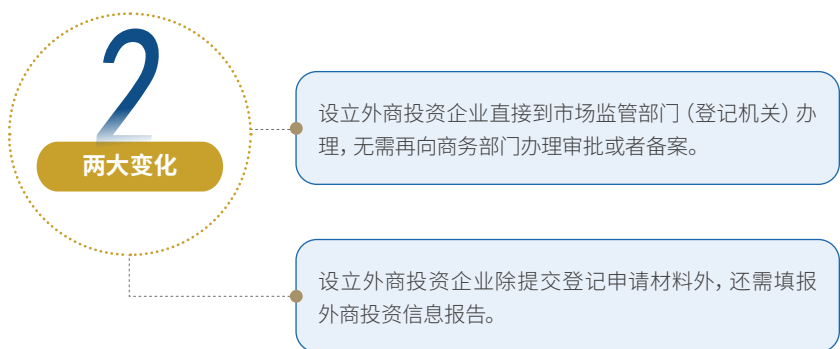 2
两大变化
设立外商投资企业直接到市场监管部门（登记机关）办
理，无需再向商务部门办理审批或者备案。
设立外商投资企业除提交登记申请材料外，还需填报
外商投资信息报告。